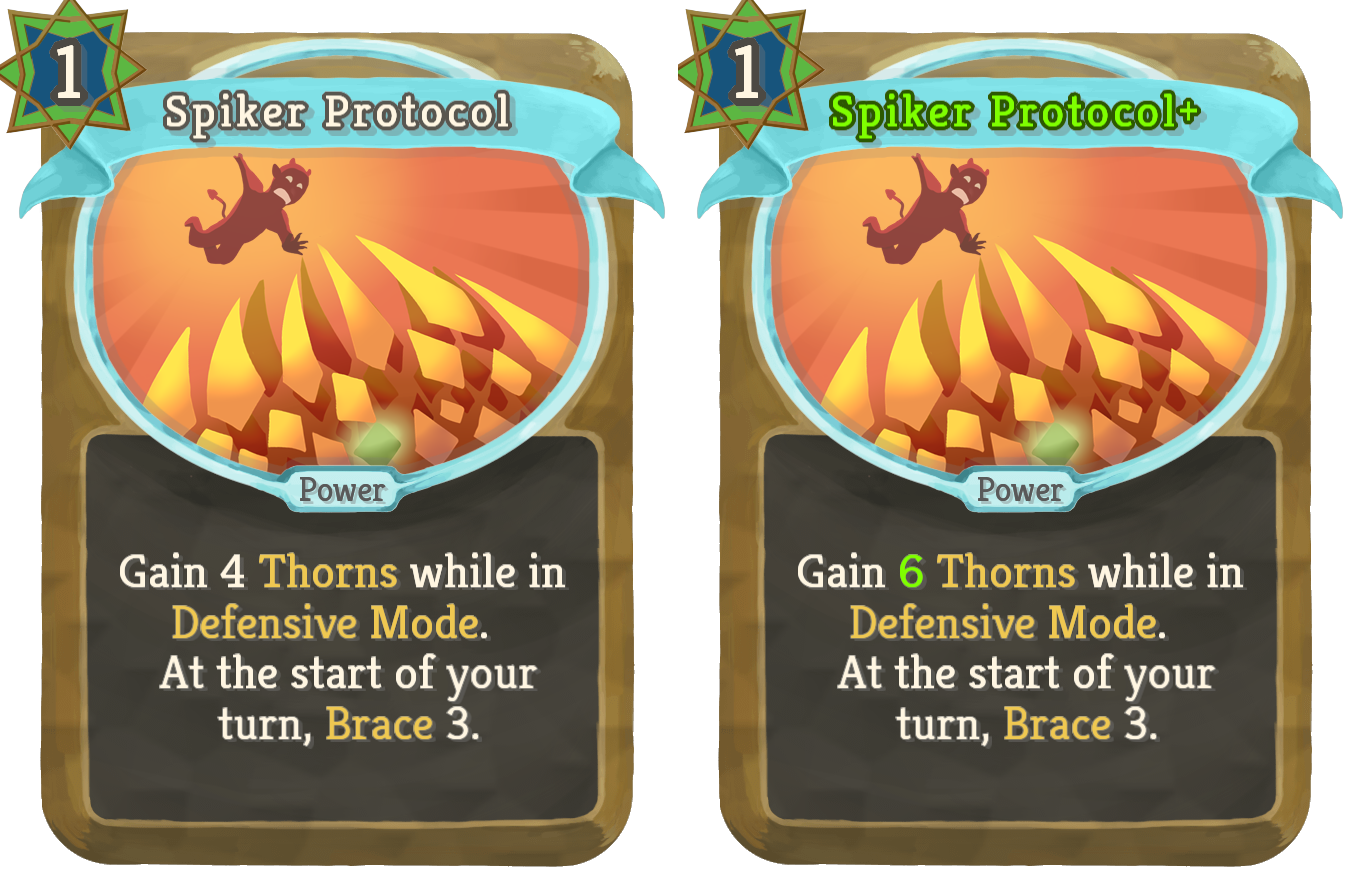 1
Spiker Protocol
Power
Gain 4 Thorns while in
Defensive Mode.
At the start of your
turn, Brace 3.
1
Spiker Protocol+
Power
Gain 6 Thorns while in
Defensive Mode.
At the start of your
turn, Brace 3.